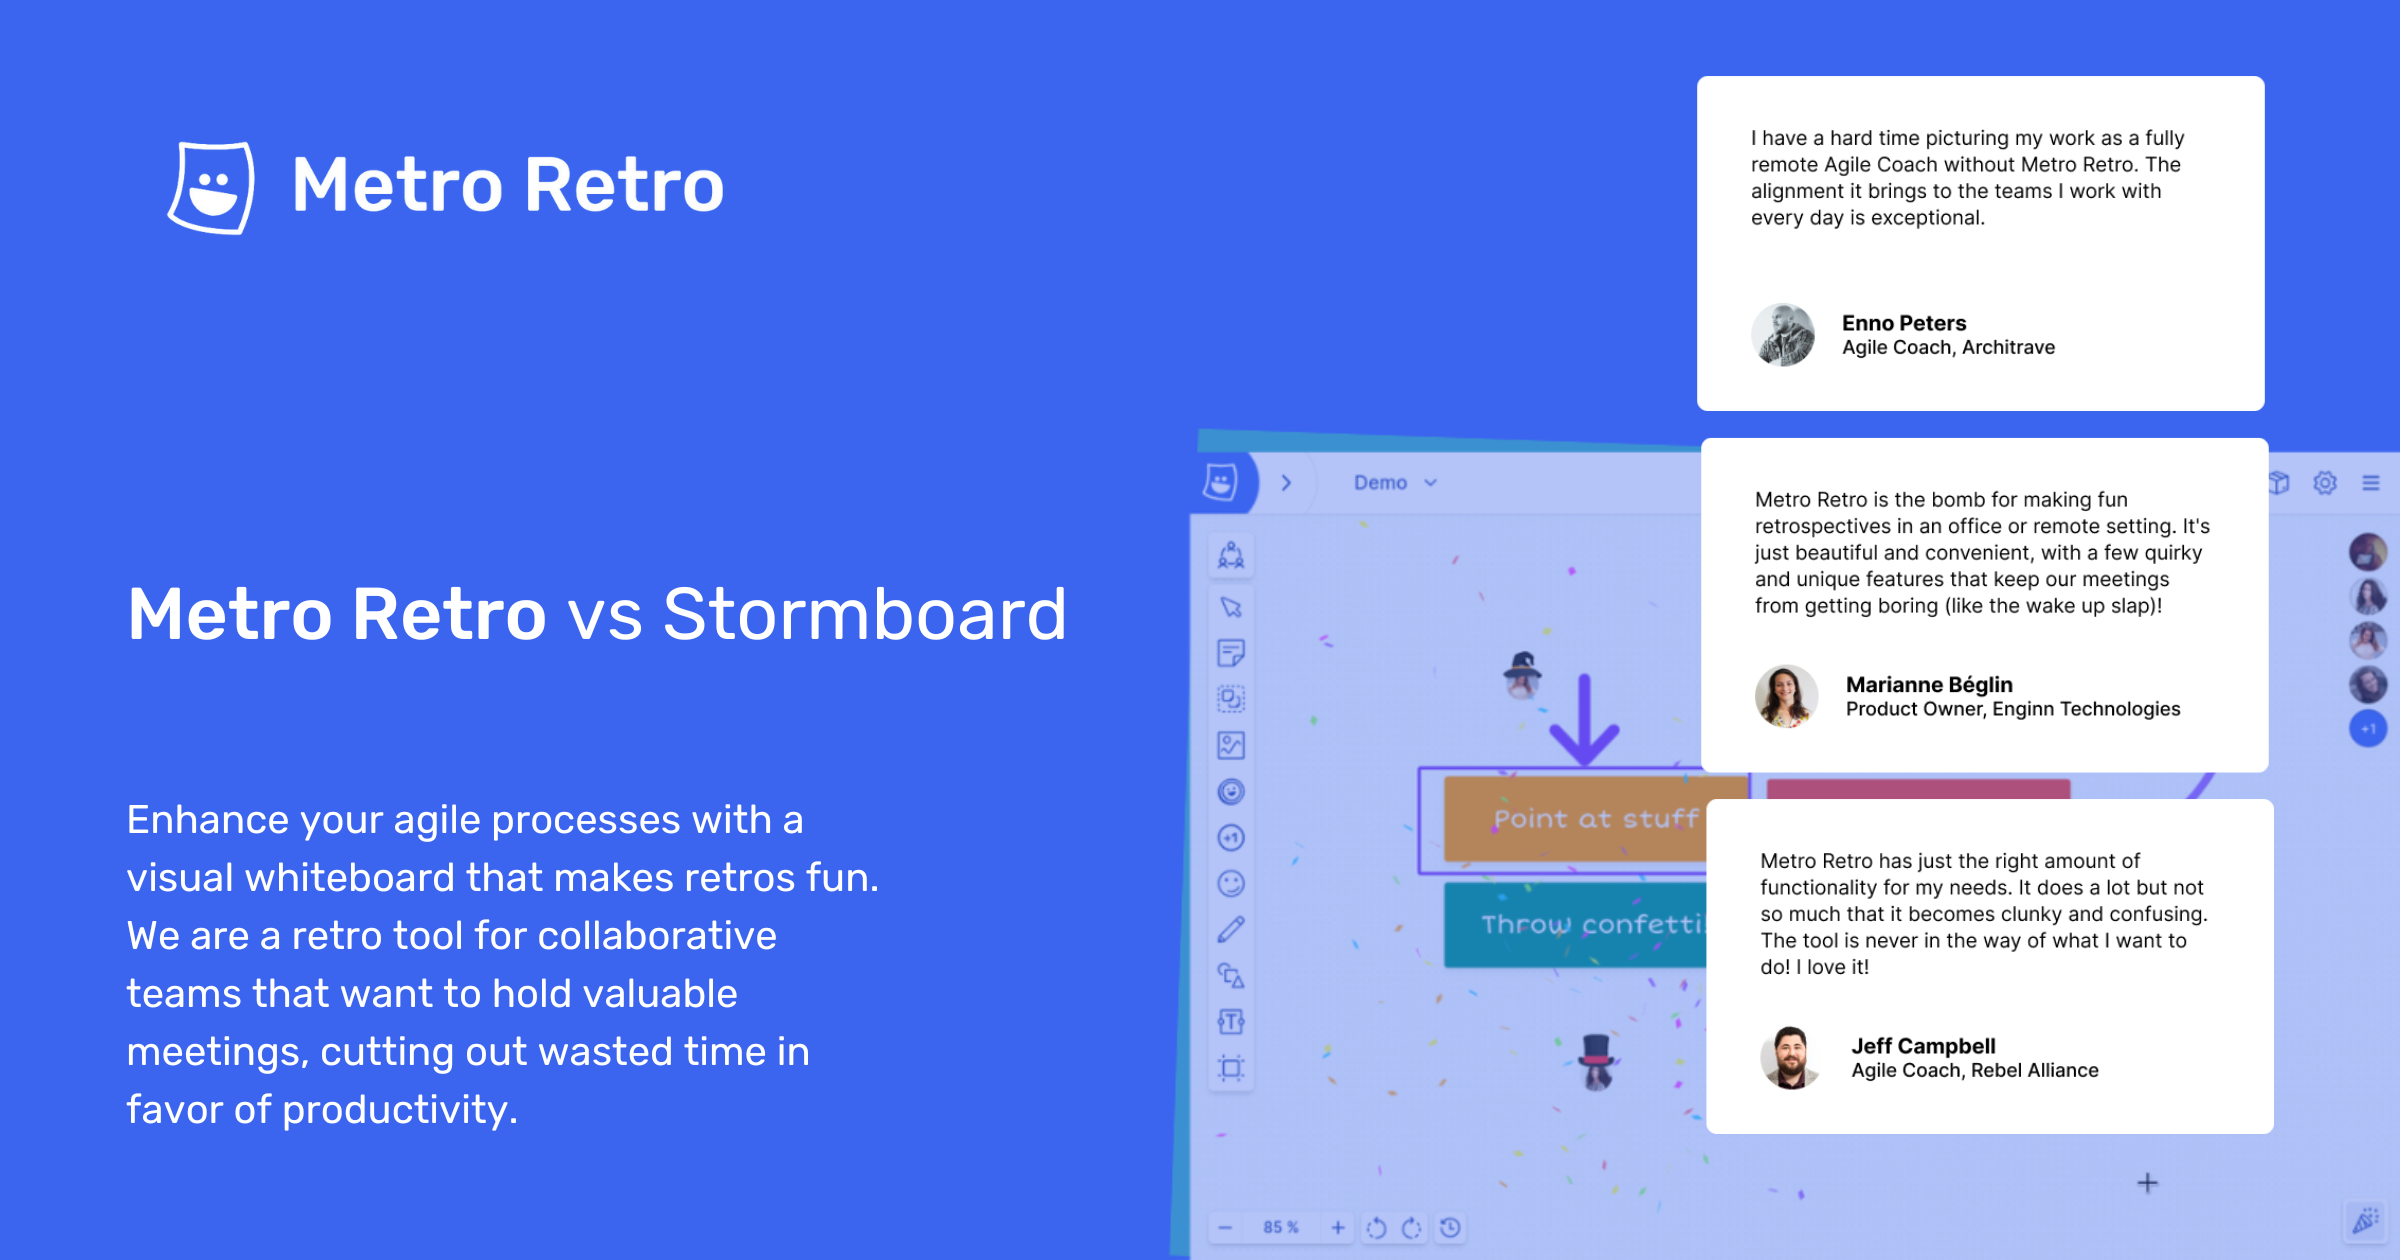 Metro Retro
Metro Retro vs Stormboard
Enhance your agile processes with a
visual whiteboard that makes retros fun.
We are a retro tool for collaborative
teams that want to hold valuable
meetings, cutting out wasted time in
favor of productivity.
I have a hard time picturing my work as a fully
remote Agile Coach without Metro Retro. The
alignment it brings to the teams I work with
every day is exceptional.
Enno Peters
Agile Coach, Architrave
Metro Retro is the bomb for making fun
retrospectives in an office or remote setting. It's
just beautiful and convenient, with a few quirky
and unique features that keep our meetings
from getting boring (like the wake up slap)!
Marianne Béglin
Product Owner, Enginn Technologies
Metro Retro has just the right amount of
functionality for my needs. It does a lot but not
so much that it becomes clunky and confusing.
The tool is never in the way of what I want to
do! I love it!
Jeff Campbell
Agile Coach, Rebel Alliance
Demo
+1
T
Point at stuff
Throw confetti!
+1
85 %